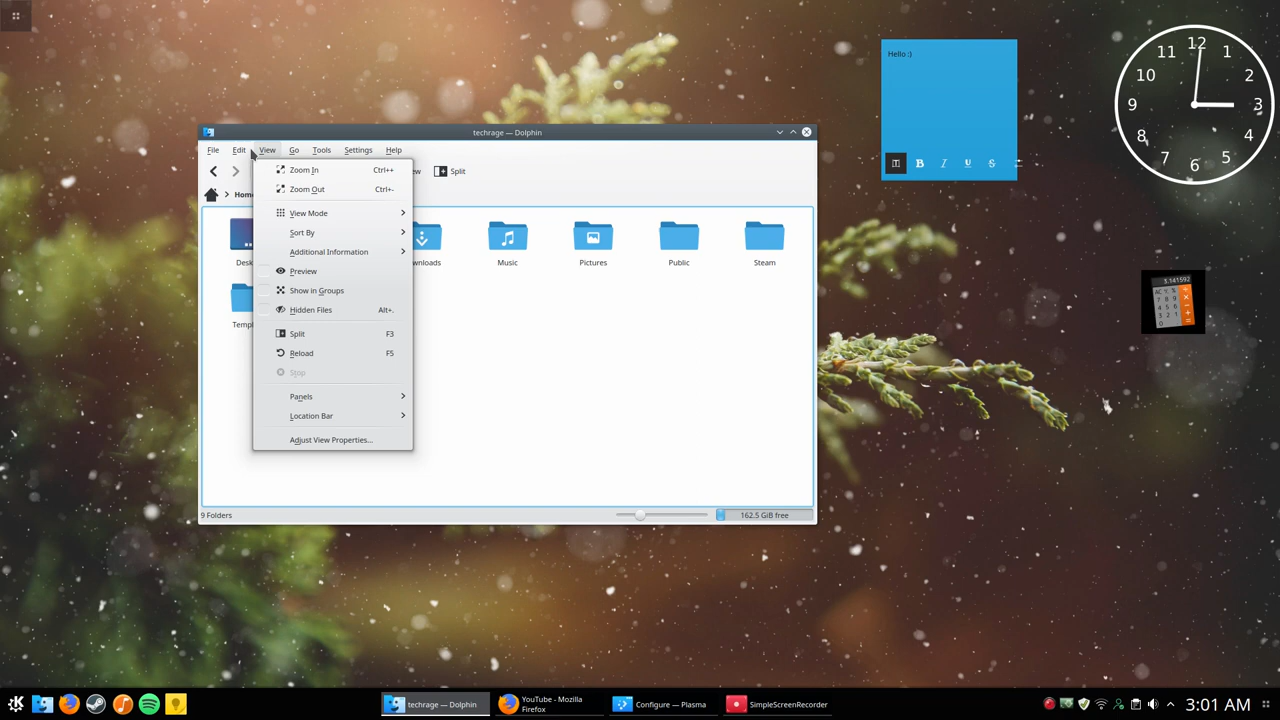 techrage — Dolphin
File Edit View Go Tools Settings Help
Split
Home
Zoom In Ctrl++
Zoom Out Ctrl+-
View Mode
Sort By
Additional Information
Preview
Show in Groups
Hidden Files Alt+.
Split F3
Reload F5
Stop
Panels
Location Bar
Adjust View Properties...
Music
Pictures
Public
Steam
9 Folders
162.5 GiB free
Hello :)
B I U S
12
11 1
10 2
9 3
8 4
7 5
6
3.141592
techrage — Dolphin
YouTube - Mozilla
Firefox
Configure — Plasma
SimpleScreenRecorder
3:01 AM